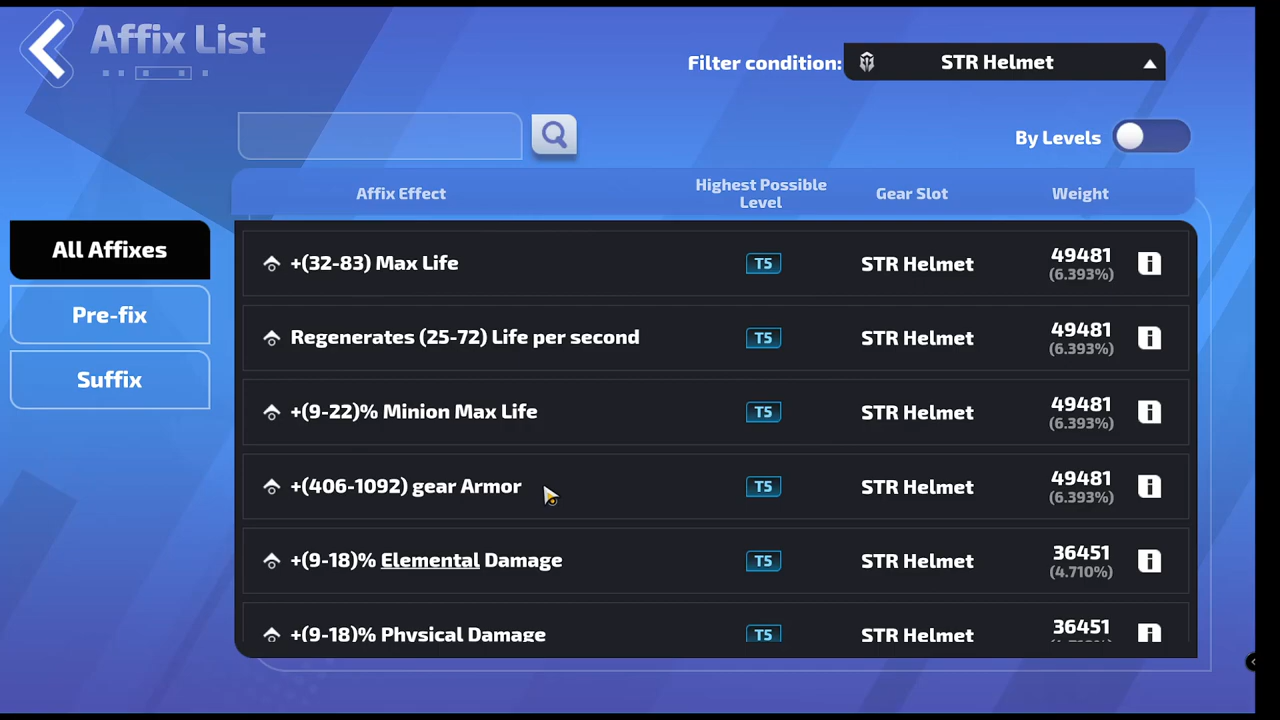 Affix List
Filter condition:
STR Helmet
By Levels
Affix Effect
Highest Possible
Level
Gear Slot
Weight
All Affixes
Pre-fix
Suffix
+(32-83) Max Life
T5
STR Helmet
49481
(6.393%)
Regenerates (25-72) Life per second
T5
STR Helmet
49481
(6.393%)
+(9-22)% Minion Max Life
T5
STR Helmet
49481
(6.393%)
+(406-1092) gear Armor
T5
STR Helmet
49481
(6.393%)
+(9-18)% Elemental Damage
T5
STR Helmet
36451
(4.710%)
+(9-18)% Physical Damage
T5
STR Helmet
36451